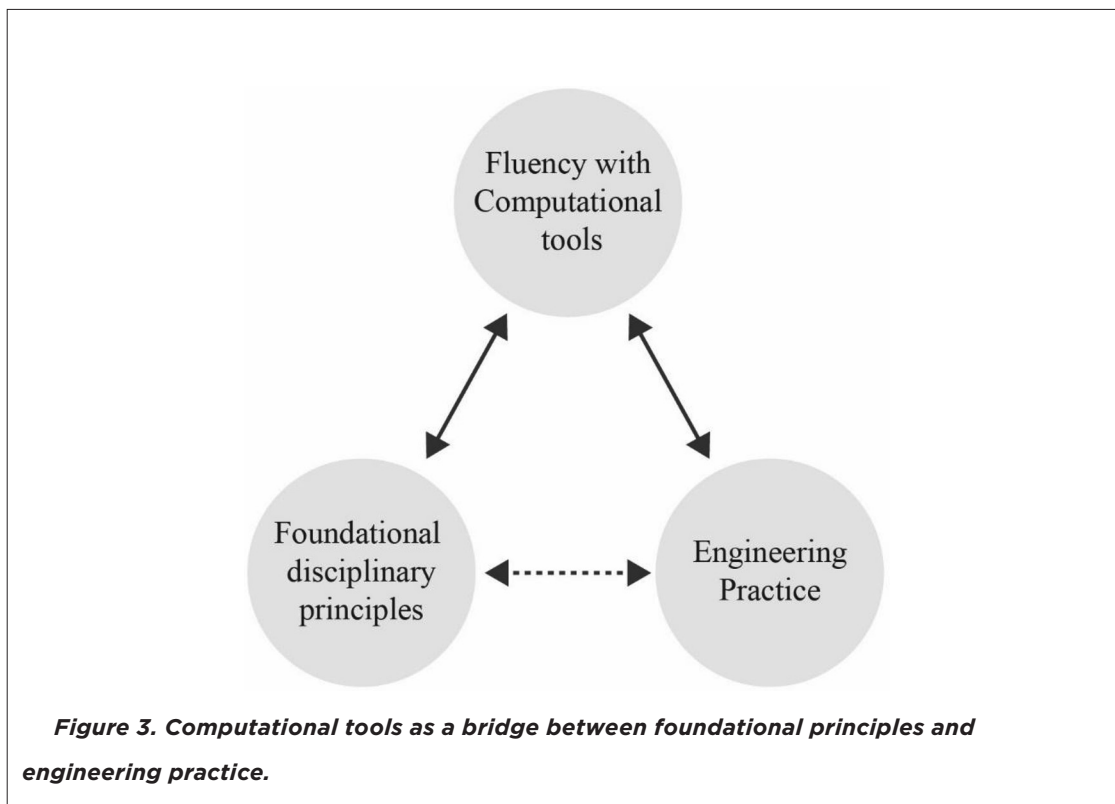 Fluency with
Computational
tools
Foundational
disciplinary
principles
Engineering
Practice
Figure 3. Computational tools as a bridge between foundational principles and
engineering practice.